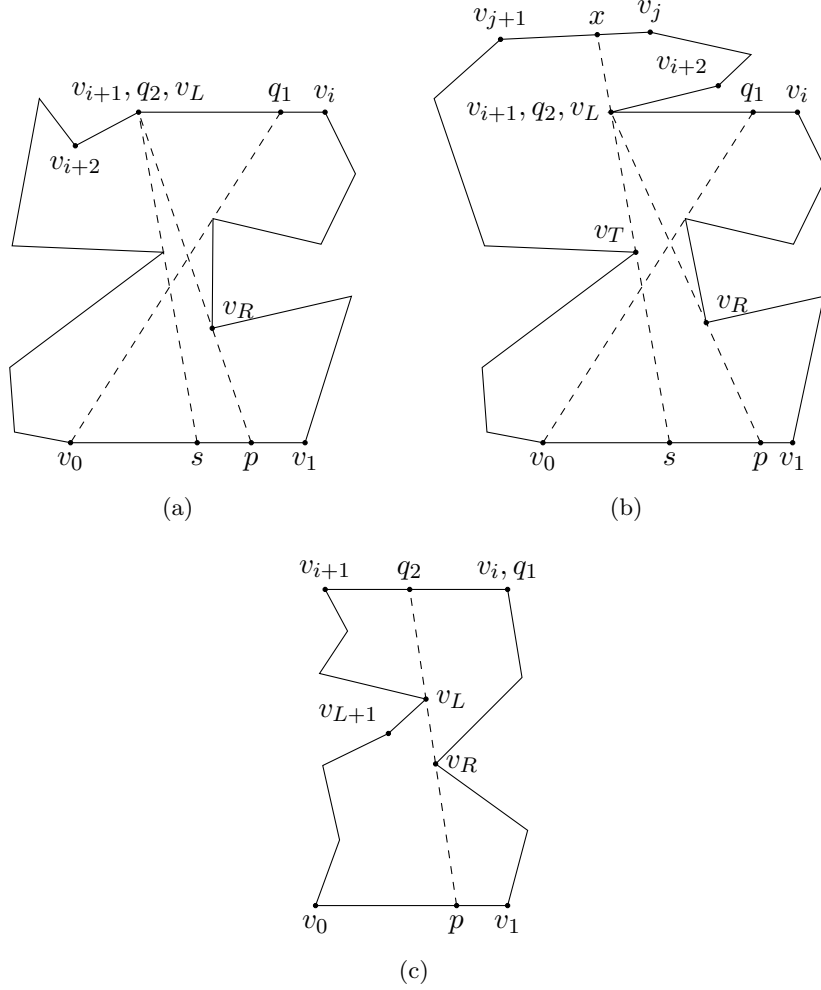 v_{j+1} x v_j
v_{i+1}, q_2, v_L q_1 v_i
v_{i+2}
v_{i+2}
v_{i+1}, q_2, v_L q_1 v_i
v_T
v_R
v_R
v_0 s p v_1
v_0 s p v_1
(a)
(b)
v_{i+1} q_2 v_i, q_1
v_L
v_{L+1}
v_R
v_0 p v_1
(c)